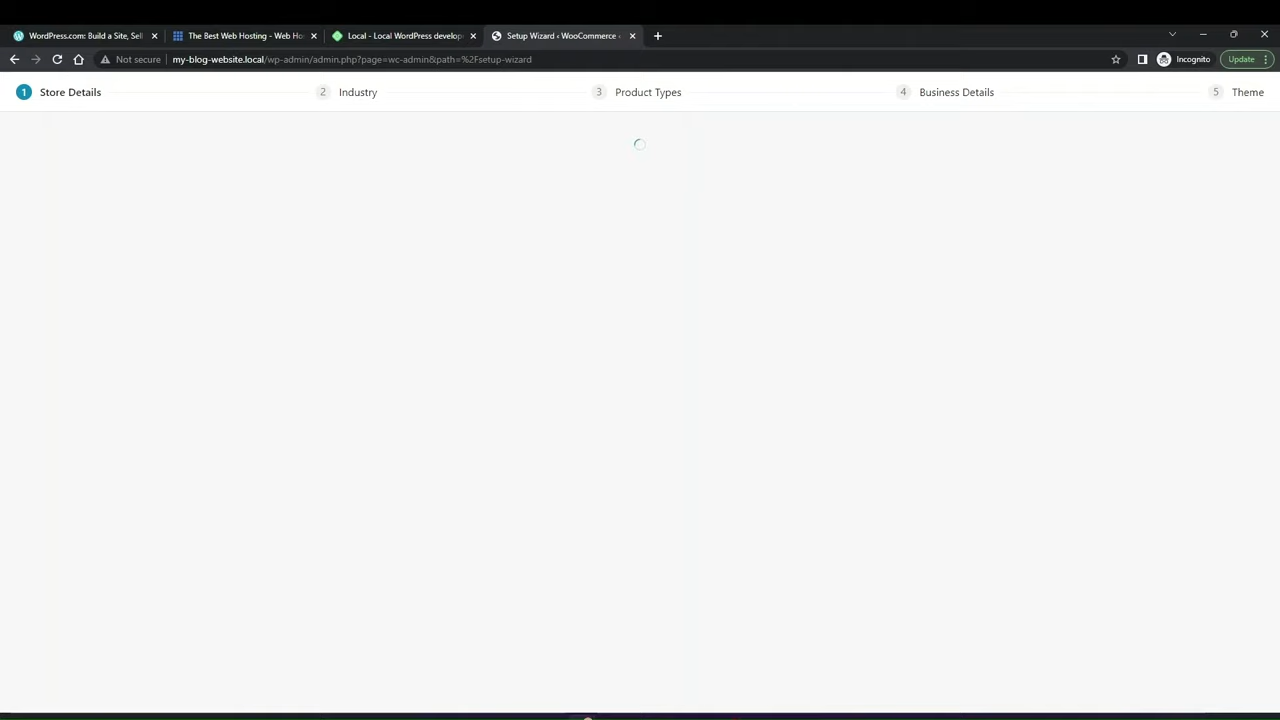 WordPress.com: Build a Site, Sell
The Best Web Hosting - Web Ho
Local - Local WordPress develop
Setup Wizard ‹ WooCommerce ‹
Not secure
my-blog-website.local/wp-admin/admin.php?page=wc-admin&path=%2Fsetup-wizard
Incognito
Update
1 Store Details
2 Industry
3 Product Types
4 Business Details
5 Theme